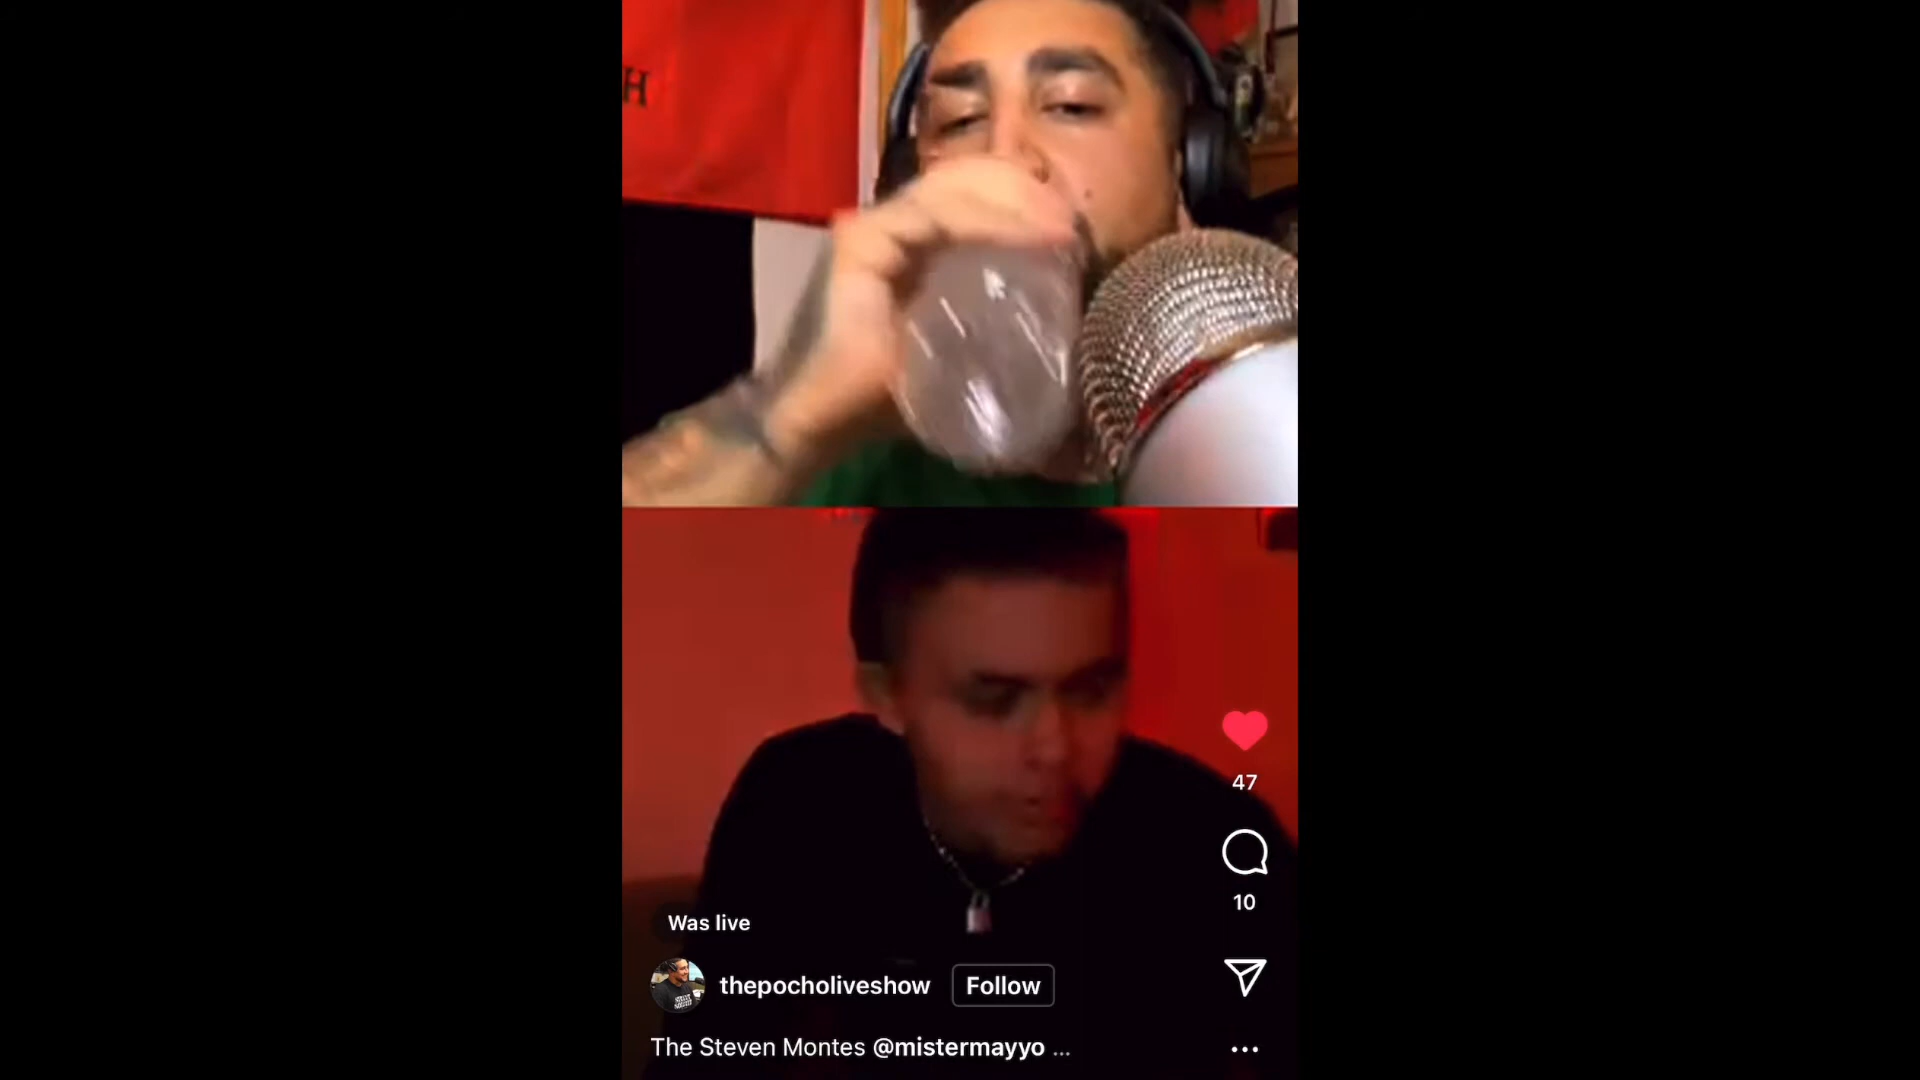 H
47
10
Was live
thepocholiveshow Follow
The Steven Montes @mistermayyo ...